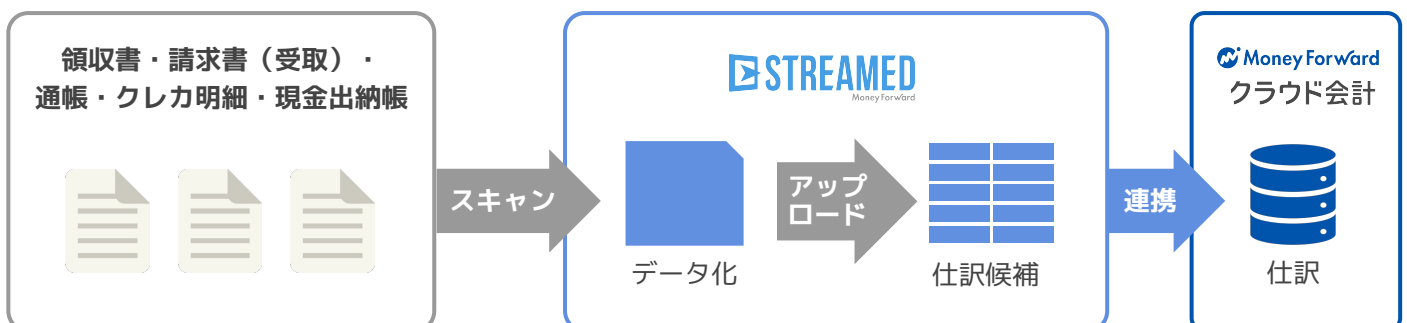 領収書・請求書（受取）・
通帳・クレカ明細・現金出納帳
スキャン
STREAMED
Money Forward
データ化
アップ
ロード
仕訳候補
連携
Money Forward
クラウド会計
仕訳